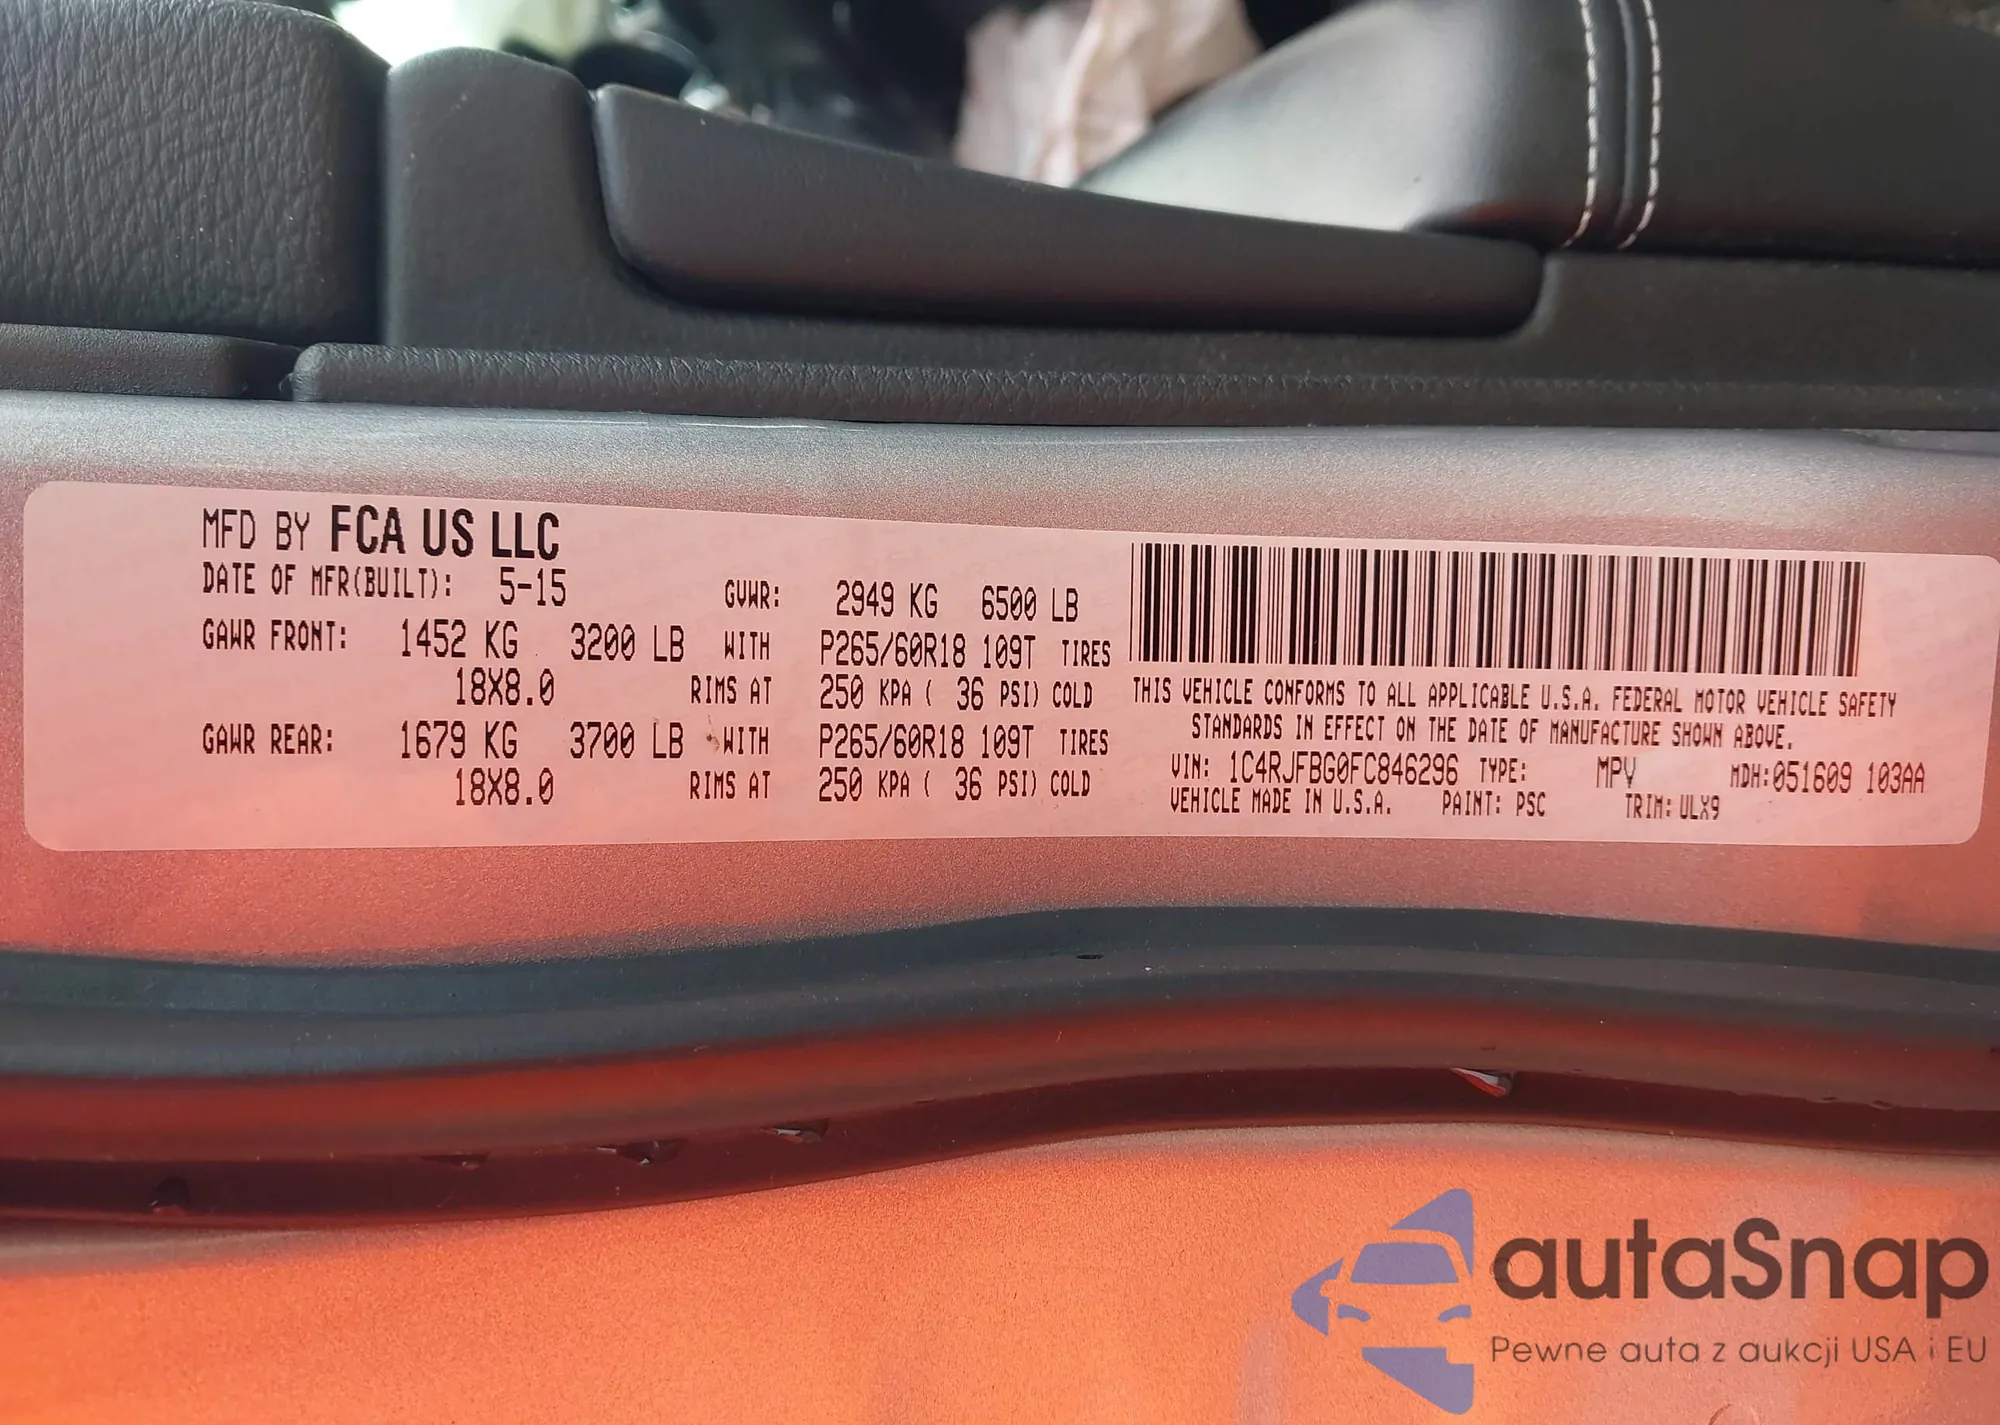 MFD BY FCA US LLC
DATE OF MFR(BUILT): 5-15 GVWR: 2949 KG 6500 LB
GAWR FRONT: 1452 KG 3200 LB WITH P265/60R18 109T TIRES
18X8.0 RIMS AT 250 KPA ( 36 PSI) COLD
GAWR REAR: 1679 KG 3700 LB WITH P265/60R18 109T TIRES
18X8.0 RIMS AT 250 KPA ( 36 PSI) COLD
THIS VEHICLE CONFORMS TO ALL APPLICABLE U.S.A. FEDERAL MOTOR VEHICLE SAFETY
STANDARDS IN EFFECT ON THE DATE OF MANUFACTURE SHOWN ABOVE.
VIN: 1C4RJFBG0FC846296 TYPE: MPV MDH:051609 103AA
VEHICLE MADE IN U.S.A. PAINT: PSC TRIM: ULX9
autaSnap
Pewne auta z aukcji USA i EU